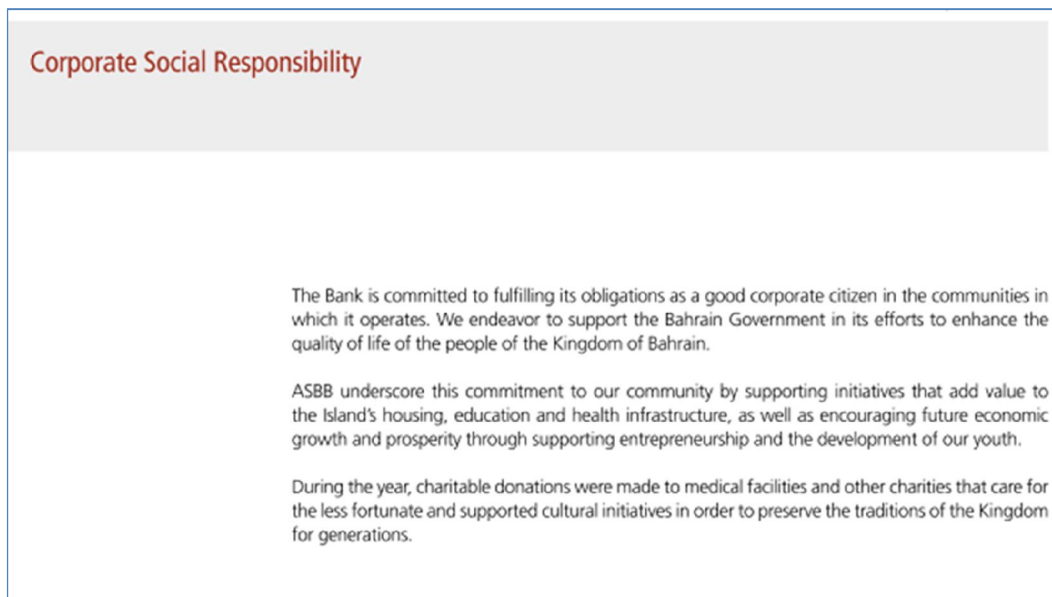 Corporate Social Responsibility
The Bank is committed to fulfilling its obligations as a good corporate citizen in the communities in
which it operates. We endeavor to support the Bahrain Government in its efforts to enhance the
quality of life of the people of the Kingdom of Bahrain.
ASBB underscore this commitment to our community by supporting initiatives that add value to
the Island's housing, education and health infrastructure, as well as encouraging future economic
growth and prosperity through supporting entrepreneurship and the development of our youth.
During the year, charitable donations were made to medical facilities and other charities that care for
the less fortunate and supported cultural initiatives in order to preserve the traditions of the Kingdom
for generations.